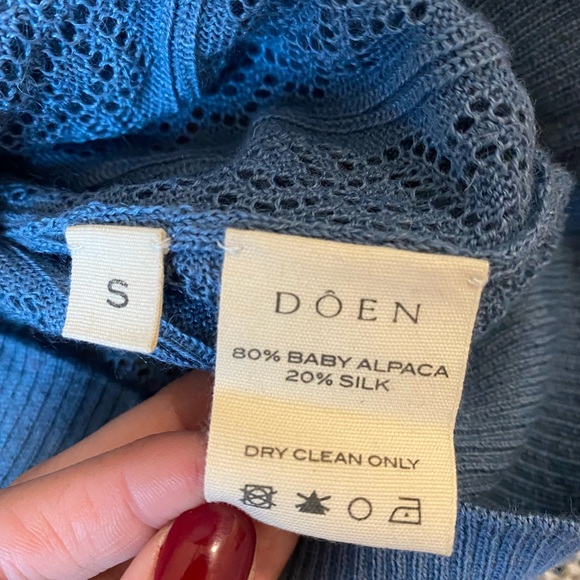 S
DÔEN
80% BABY ALPACA
20% SILK
DRY CLEAN ONLY